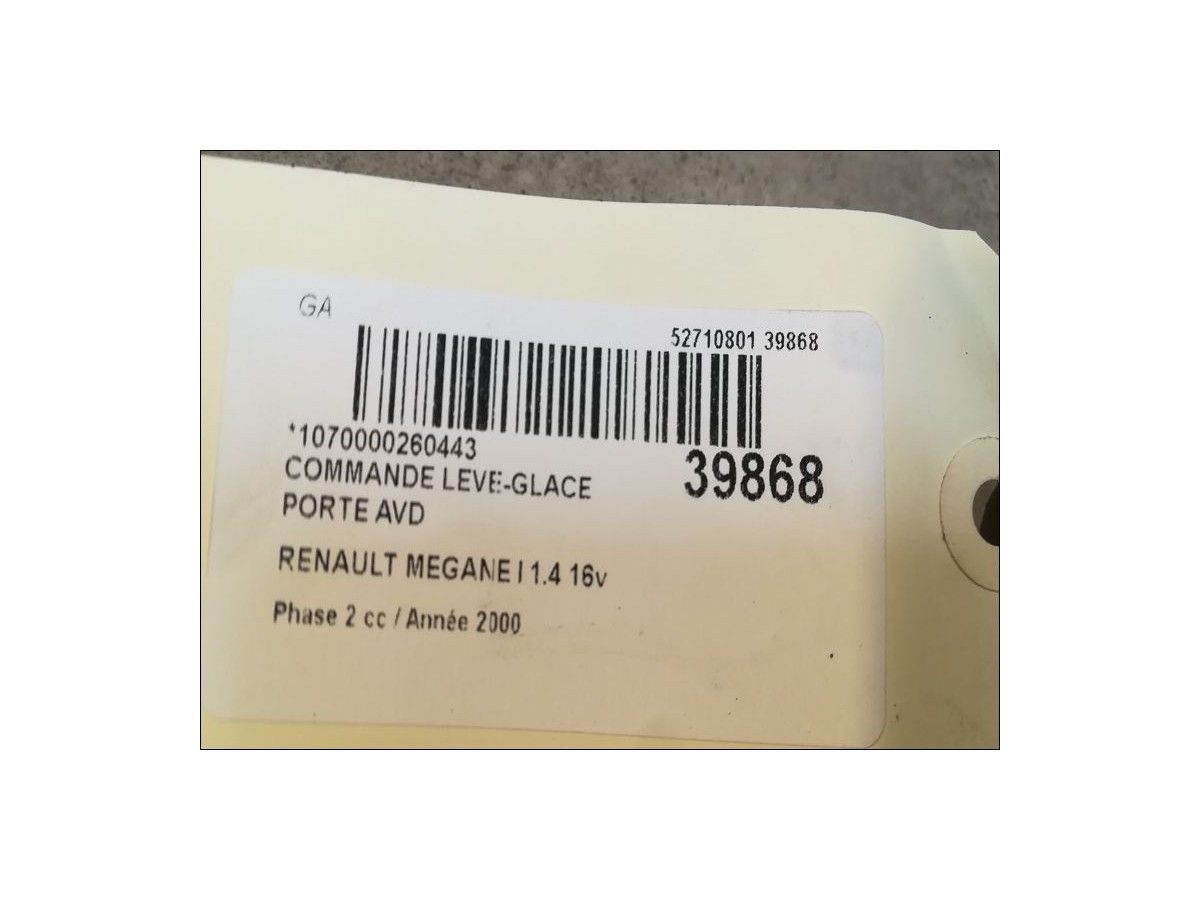 GA
52710801 39868
*1070000260443
39868
COMMANDE LEVE-GLACE
PORTE AVD
RENAULT MEGANE I 1.4 16v
Phase 2 cc / Année 2000